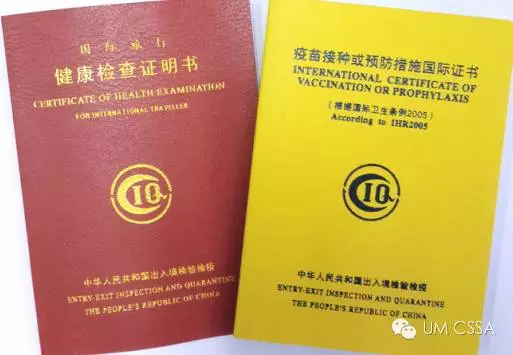 国际旅行
健康检查证明书
CERTIFICATE OF HEALTH EXAMINATION
FOR INTERNATIONAL TRAVELLER
CIQ
中华人民共和国出入境检验检疫
ENTRY-EXIT INSPECTION AND QUARANTINE
THE PEOPLE'S REPUBLIC OF CHINA
疫苗接种或预防措施国际证书
INTERNATIONAL CERTIFICATE OF
VACCINATION OR PROPHYLAXIS
(根据国际卫生条例2005)
According to IHR2005
CIQ
中华人民共和国出入境检验检疫
ENTRY-EXIT INSPECTION AND QUARANTINE
THE PEOPLE'S REPUBLIC OF CHINA
UM CSSA